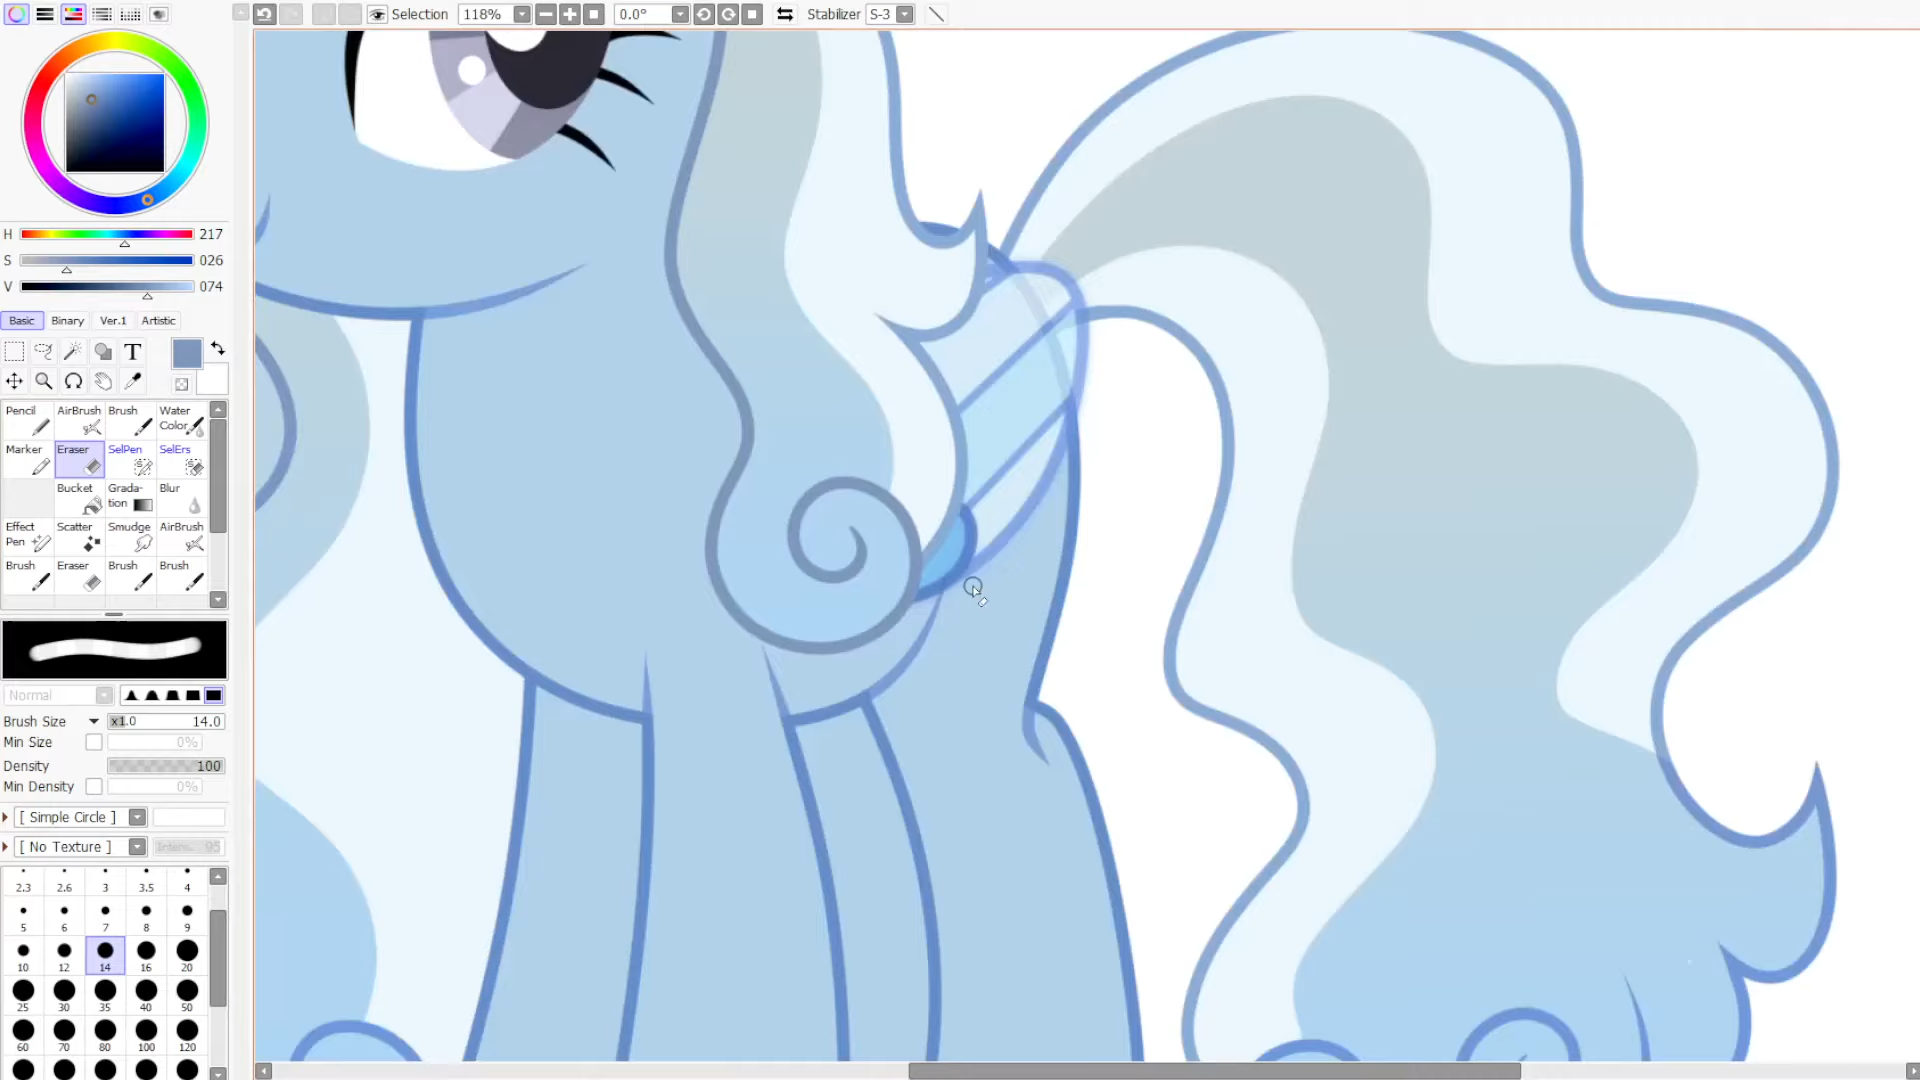 Selection 118% 0.0° Stabilizer S-3
H 217
S 026
V 074
Basic Binary Ver.1 Artistic
T
Pencil AirBrush Brush Water Color
Marker Eraser SelPen SelErs
Bucket Grada-tion Blur
Effect Pen Scatter Smudge AirBrush
Brush Eraser Brush Brush
Normal
Brush Size x1.0 14.0
Min Size 0%
Density 100
Min Density 0%
[ Simple Circle ]
[ No Texture ] Intens. 95
2.3 2.6 3 3.5 4
5 6 7 8 9
10 12 14 16 20
25 30 35 40 50
60 70 80 100 120